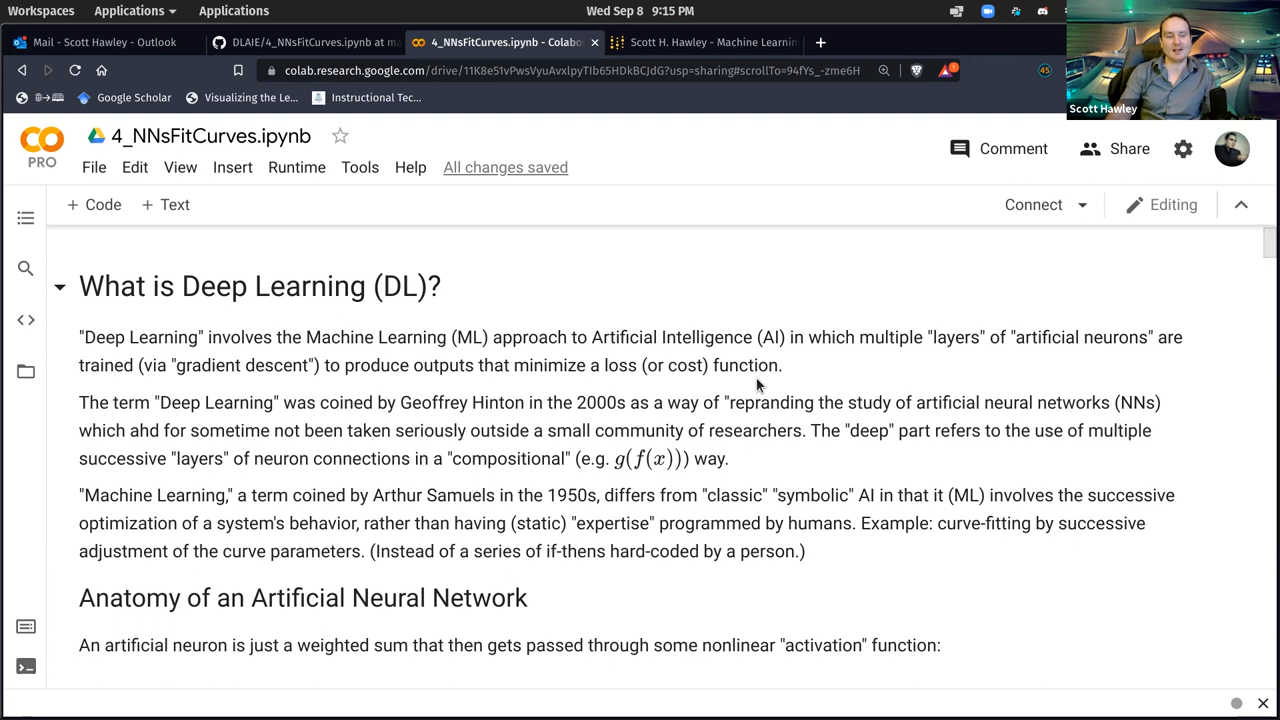 Workspaces Applications Applications Wed Sep 8 9:15 PM
Mail - Scott Hawley - Outlook DLAIE/4_NNsFitCurves.ipynb at ma 4_NNsFitCurves.ipynb - Colabo Scott H. Hawley - Machine Learnin
colab.research.google.com/drive/11K8e51vPwsVyuAvxlpyTIb65HDkBCJdG?usp=sharing#scrollTo=94fYs_-zme6H 45
Google Scholar Visualizing the Le... Instructional Tec...
Scott Hawley
CO
PRO
4_NNsFitCurves.ipynb
File Edit View Insert Runtime Tools Help All changes saved
Comment Share
+ Code + Text Connect Editing
What is Deep Learning (DL)?
"Deep Learning" involves the Machine Learning (ML) approach to Artificial Intelligence (AI) in which multiple "layers" of "artificial neurons" are
trained (via "gradient descent") to produce outputs that minimize a loss (or cost) function.
The term "Deep Learning" was coined by Geoffrey Hinton in the 2000s as a way of "repranding the study of artificial neural networks (NNs)
which ahd for sometime not been taken seriously outside a small community of researchers. The "deep" part refers to the use of multiple
successive "layers" of neuron connections in a "compositional" (e.g. g(f(x))) way.
"Machine Learning," a term coined by Arthur Samuels in the 1950s, differs from "classic" "symbolic" AI in that it (ML) involves the successive
optimization of a system's behavior, rather than having (static) "expertise" programmed by humans. Example: curve-fitting by successive
adjustment of the curve parameters. (Instead of a series of if-thens hard-coded by a person.)
Anatomy of an Artificial Neural Network
An artificial neuron is just a weighted sum that then gets passed through some nonlinear "activation" function: